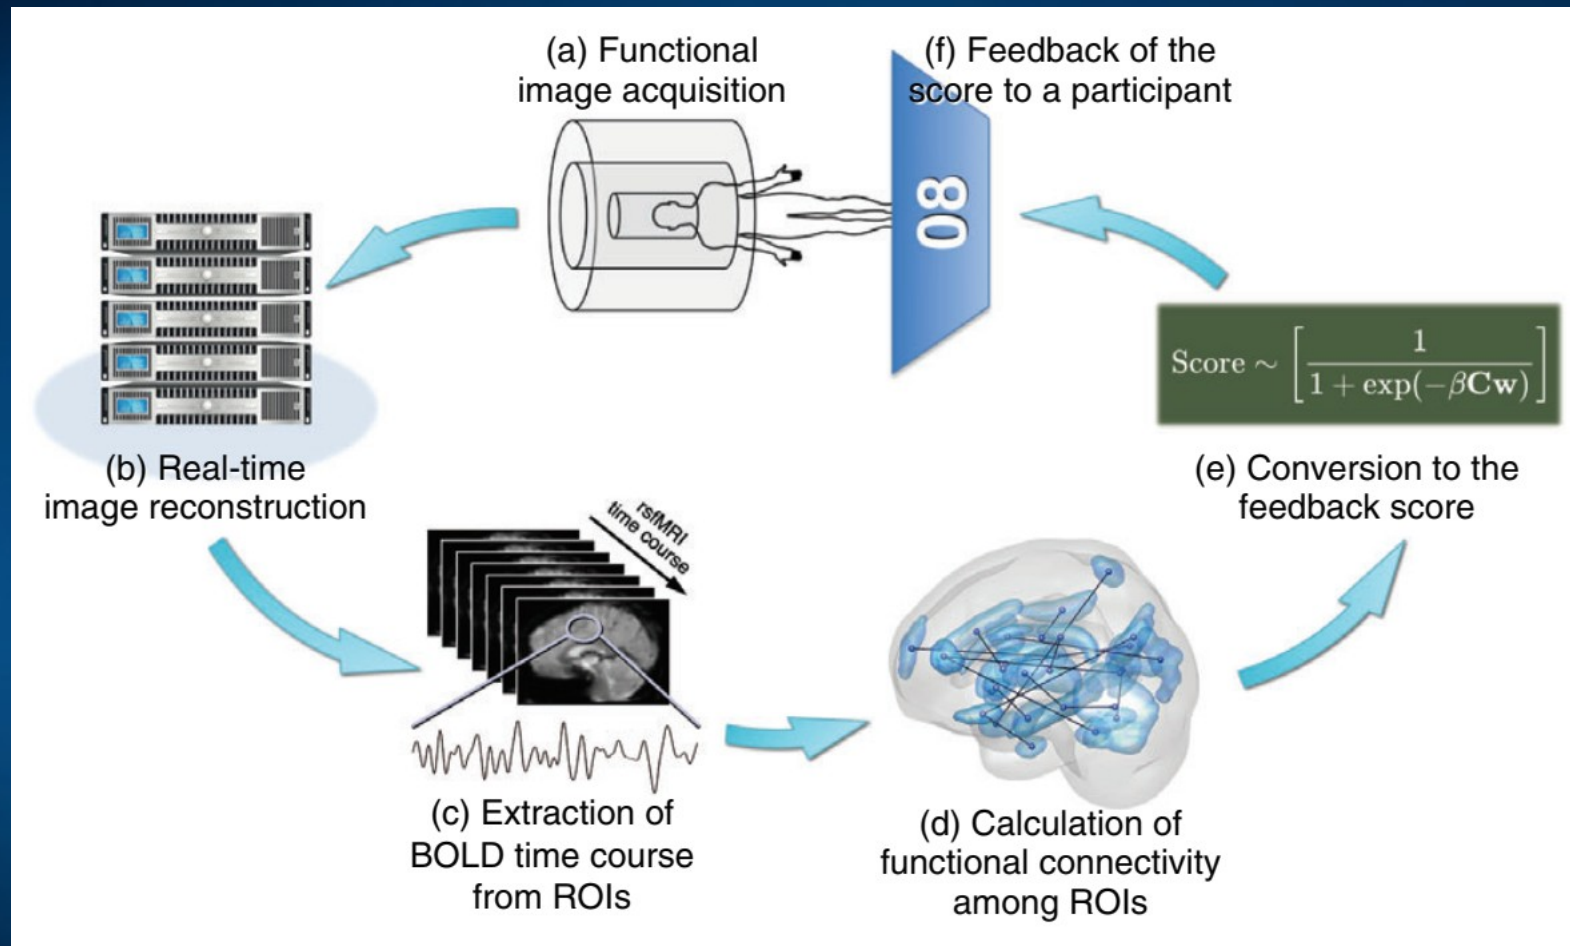 (a) Functional
image acquisition
(f) Feedback of the
score to a participant
80
Score ∼ [ 1 / 1 + exp(−βCw) ]
(b) Real-time
image reconstruction
rsfMRI
time course
(e) Conversion to the
feedback score
(c) Extraction of
BOLD time course
from ROIs
(d) Calculation of
functional connectivity
among ROIs